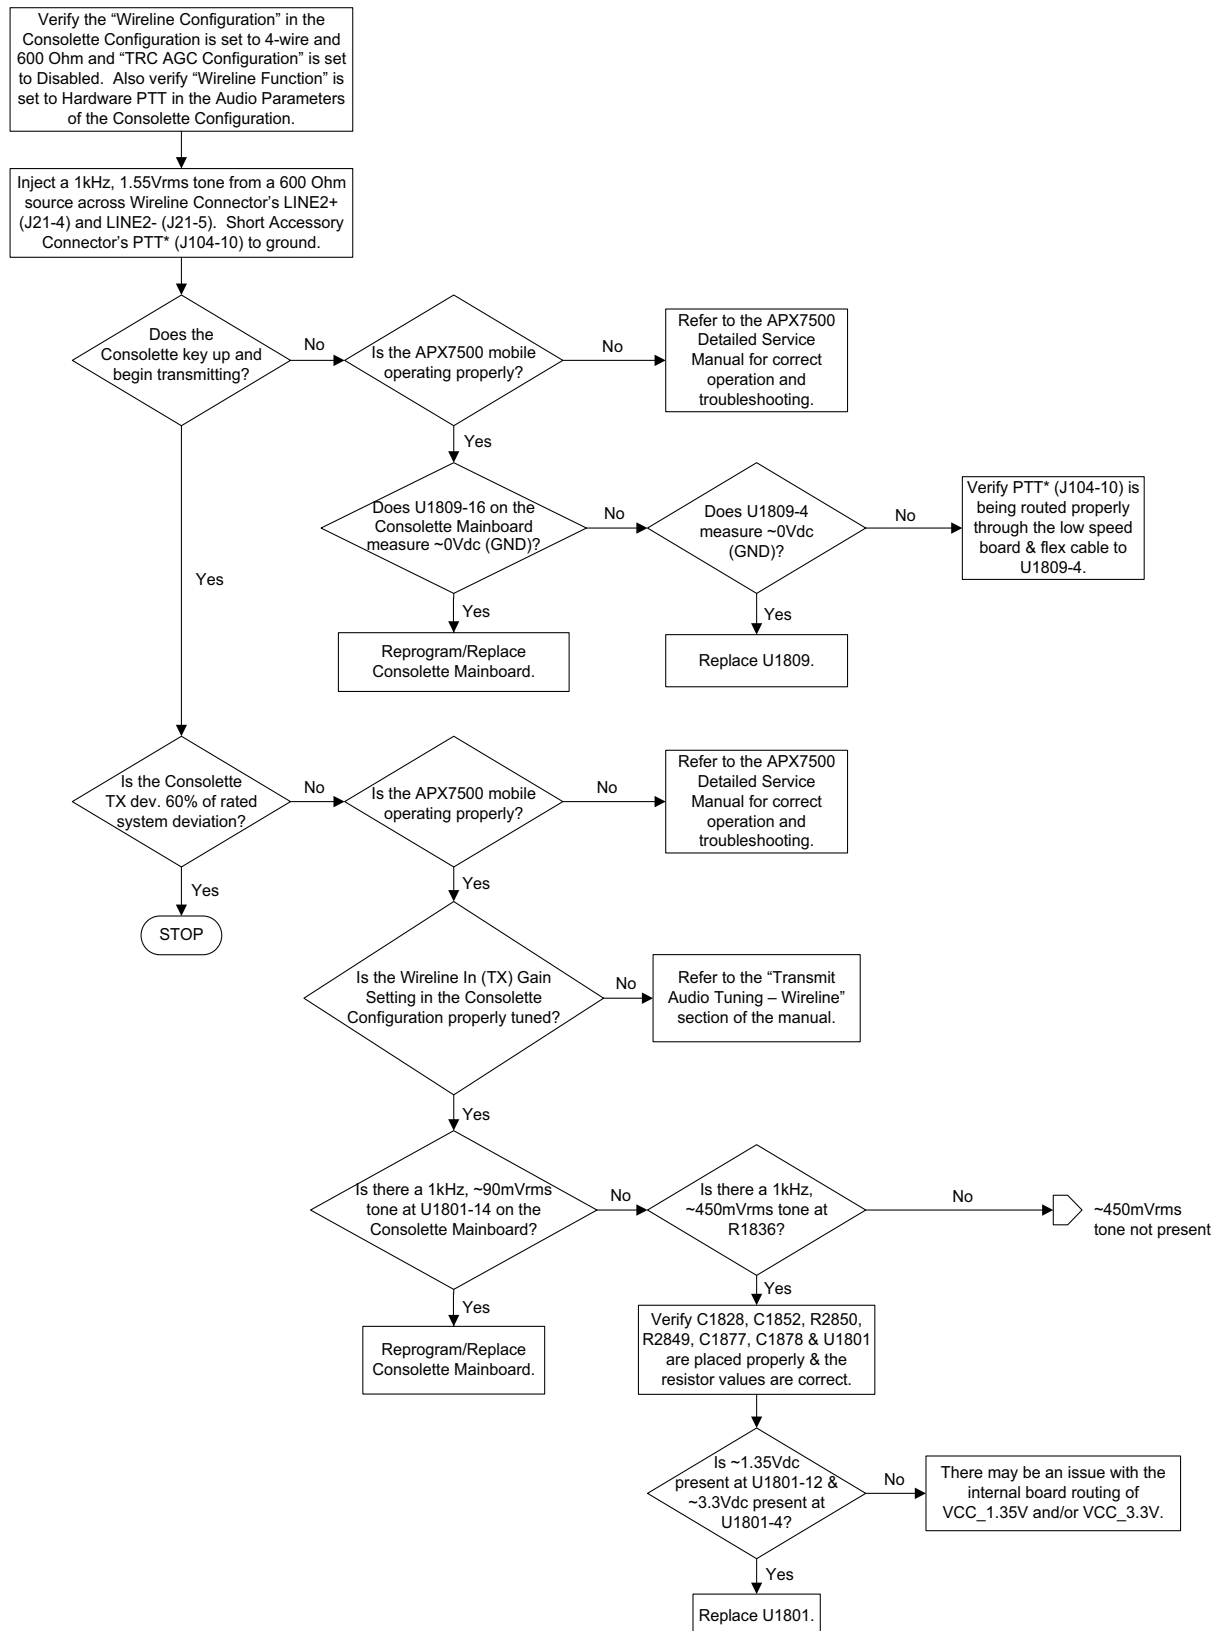 Verify the “Wireline Configuration” in the
Consolette Configuration is set to 4-wire and
600 Ohm and “TRC AGC Configuration” is set
to Disabled.  Also verify “Wireline Function” is
set to Hardware PTT in the Audio Parameters
of the Consolette Configuration.
Inject a 1kHz, 1.55Vrms tone from a 600 Ohm
source across Wireline Connector’s LINE2+
(J21-4) and LINE2- (J21-5).  Short Accessory
Connector’s PTT* (J104-10) to ground.
Does the
Consolette key up and
begin transmitting?
No
Is the APX7500 mobile
operating properly?
No
Refer to the APX7500
Detailed Service
Manual for correct
operation and
troubleshooting.
Yes
Does U1809-16 on the
Consolette Mainboard
measure ~0Vdc (GND)?
No
Does U1809-4
measure ~0Vdc
(GND)?
No
Verify PTT* (J104-10) is
being routed properly
through the low speed
board & flex cable to
U1809-4.
Yes
Yes
Yes
Reprogram/Replace
Consolette Mainboard.
Replace U1809.
Is the Consolette
TX dev. 60% of rated
system deviation?
No
Is the APX7500 mobile
operating properly?
No
Refer to the APX7500
Detailed Service
Manual for correct
operation and
troubleshooting.
Yes
STOP
Yes
Is the Wireline In (TX) Gain
Setting in the Consolette
Configuration properly tuned?
No
Refer to the “Transmit
Audio Tuning – Wireline”
section of the manual.
Yes
Is there a 1kHz, ~90mVrms
tone at U1801-14 on the
Consolette Mainboard?
No
Is there a 1kHz,
~450mVrms tone at
R1836?
No
~450mVrms
tone not present
Yes
Reprogram/Replace
Consolette Mainboard.
Yes
Verify C1828, C1852, R2850,
R2849, C1877, C1878 & U1801
are placed properly & the
resistor values are correct.
Is ~1.35Vdc
present at U1801-12 &
~3.3Vdc present at
U1801-4?
No
There may be an issue with the
internal board routing of
VCC_1.35V and/or VCC_3.3V.
Yes
Replace U1801.